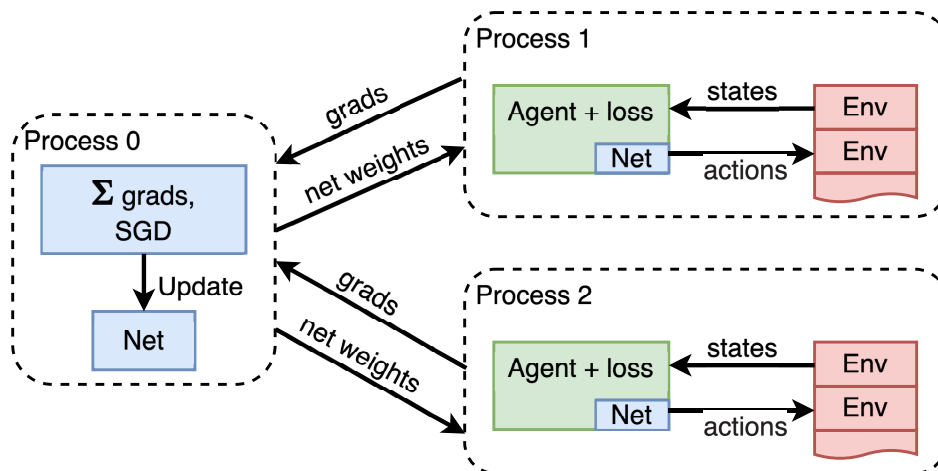 Process 0
Σ grads,
SGD
Update
Net
grads
net weights
grads
net weights
Process 1
Agent + loss
Net
states
actions
Env
Env
Process 2
Agent + loss
Net
states
actions
Env
Env